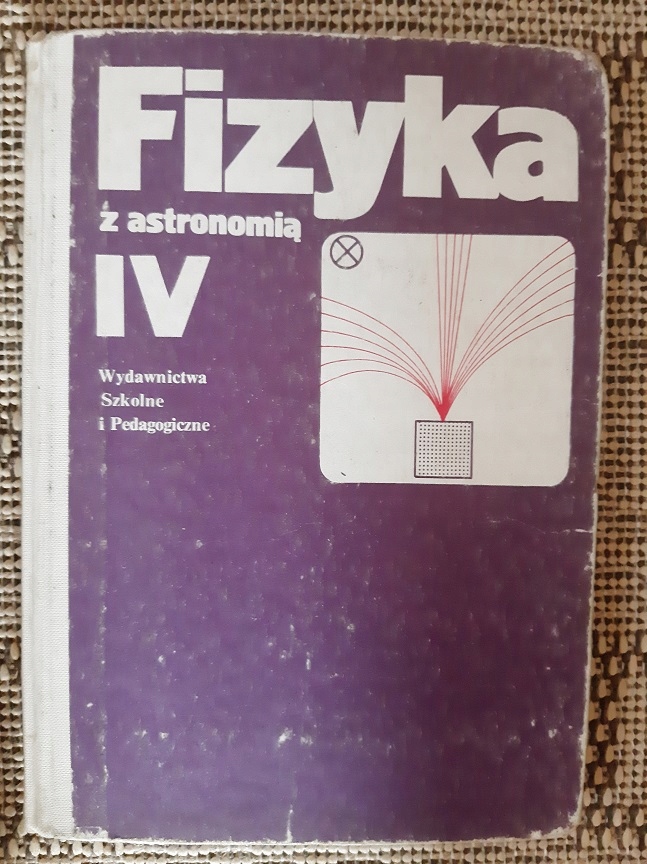 Fizyka
z astronomią
IV
Wydawnictwa
Szkolne
i Pedagogiczne